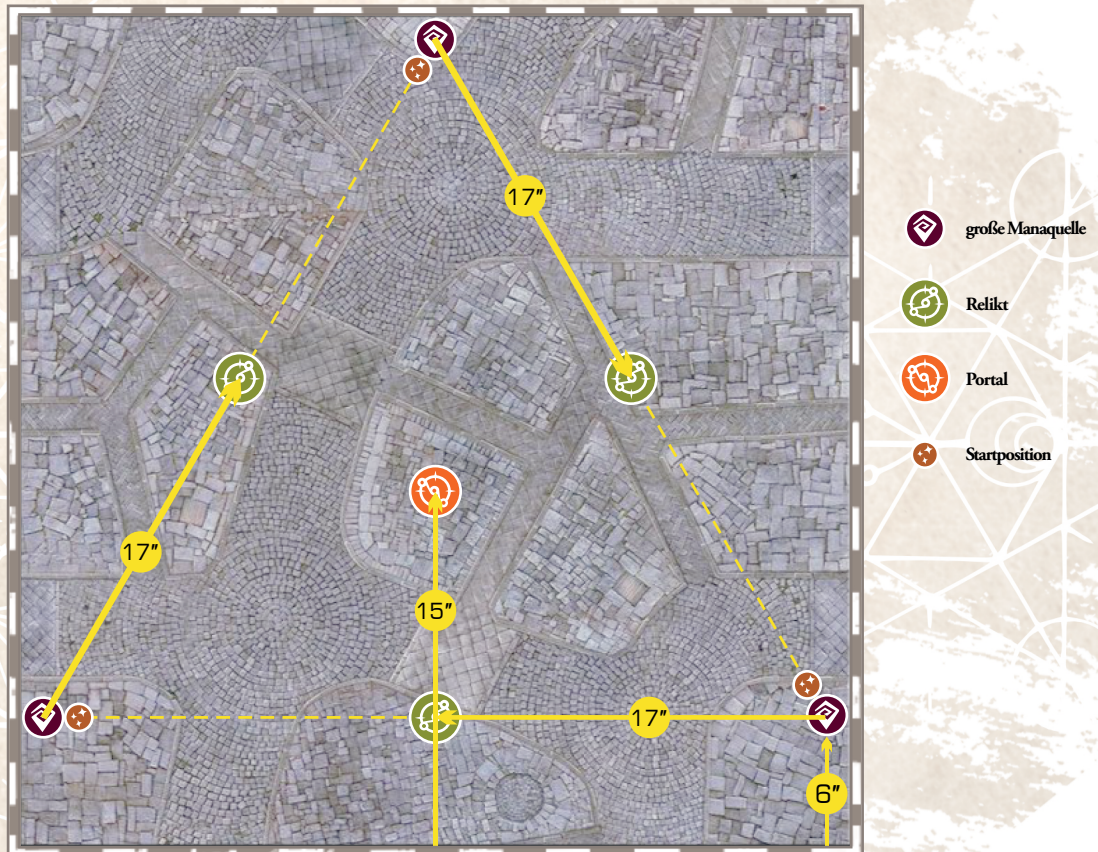 17″
große Manaquelle
Relikt
Portal
Startposition
17″
15″
17″
6″